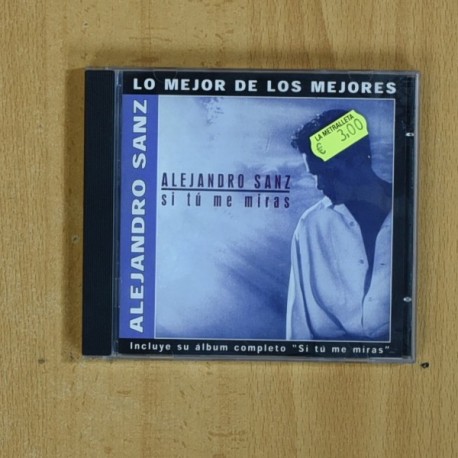 LO MEJOR DE LOS MEJORES
ALEJANDRO SANZ
LA METRALLETA
€ 3,00
ALEJANDRO SANZ
si tú me miras
Incluye su álbum completo "Si tú me miras"